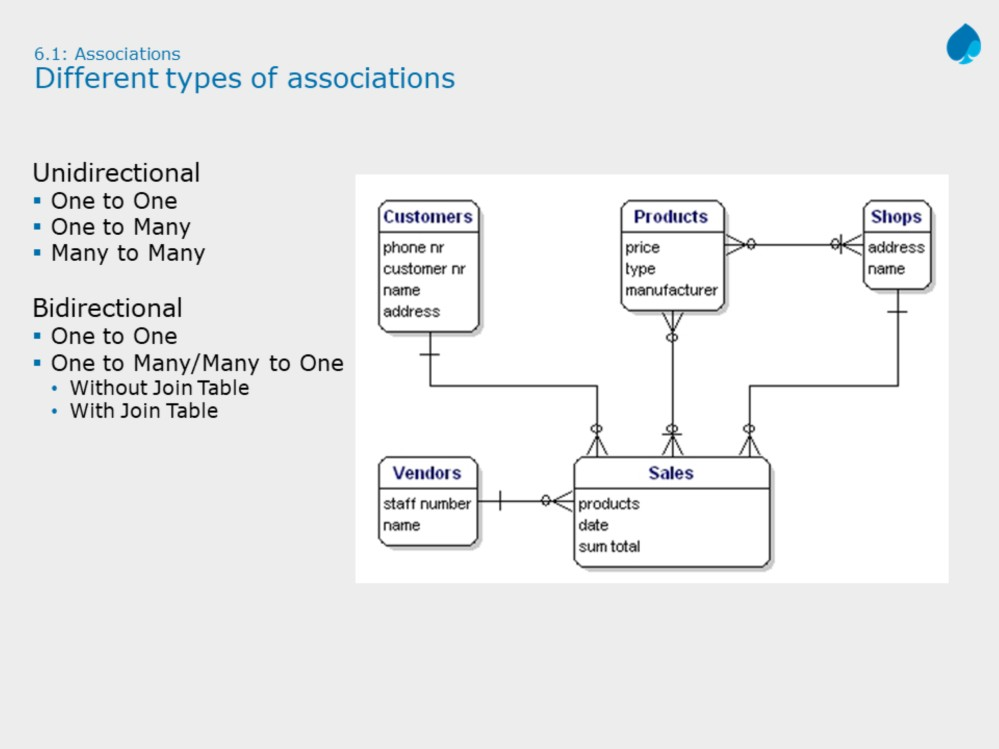 6.1: Associations
Different types of associations
Unidirectional
▪ One to One
▪ One to Many
▪ Many to Many
Bidirectional
▪ One to One
▪ One to Many/Many to One
• Without Join Table
• With Join Table
Customers
phone nr
customer nr
name
address
Products
price
type
manufacturer
Shops
address
name
Vendors
staff number
name
Sales
products
date
sum total